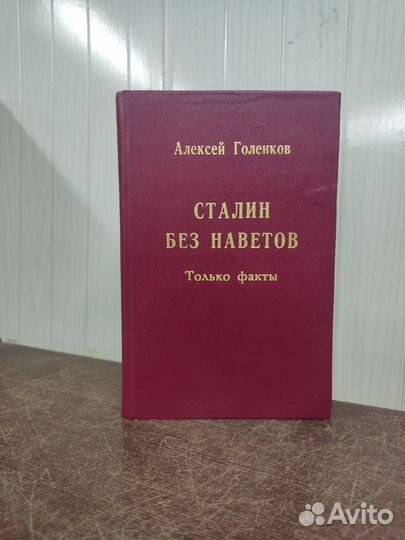 Алексей Голенков
СТАЛИН
БЕЗ НАВЕТОВ
Только факты
Avito